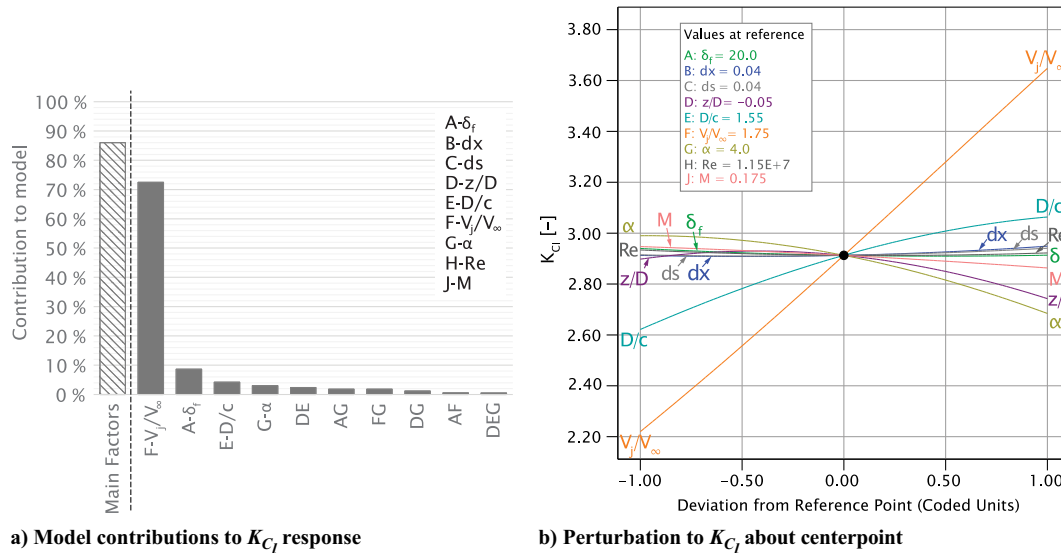 100 %
90 %
80 %
70 %
60 %
50 %
40 %
30 %
20 %
10 %
0 %
Contribution to model
A-δf
B-dx
C-ds
D-z/D
E-D/c
F-Vj/V∞
G-α
H-Re
J-M
Main Factors
F-Vj/V∞
A-δf
E-D/c
G-α
DE
AG
FG
DG
AF
DEG
a) Model contributions to KCl response
3.80
3.60
3.40
3.20
3.00
2.80
2.60
2.40
2.20
KCl [-]
Values at reference
A: δf = 20.0
B: dx = 0.04
C: ds = 0.04
D: z/D= −0.05
E: D/c = 1.55
F: Vj/V∞ = 1.75
G: α = 4.0
H: Re = 1.15E+7
J: M = 0.175
Vj/V∞
D/c
α
M
δf
Re
z/D
ds
dx
dx
ds
Re
δ
M
z/
α
D/c
Vj/V∞
-1.00
-0.50
0.00
0.50
1.00
Deviation from Reference Point (Coded Units)
b) Perturbation to KCl about centerpoint